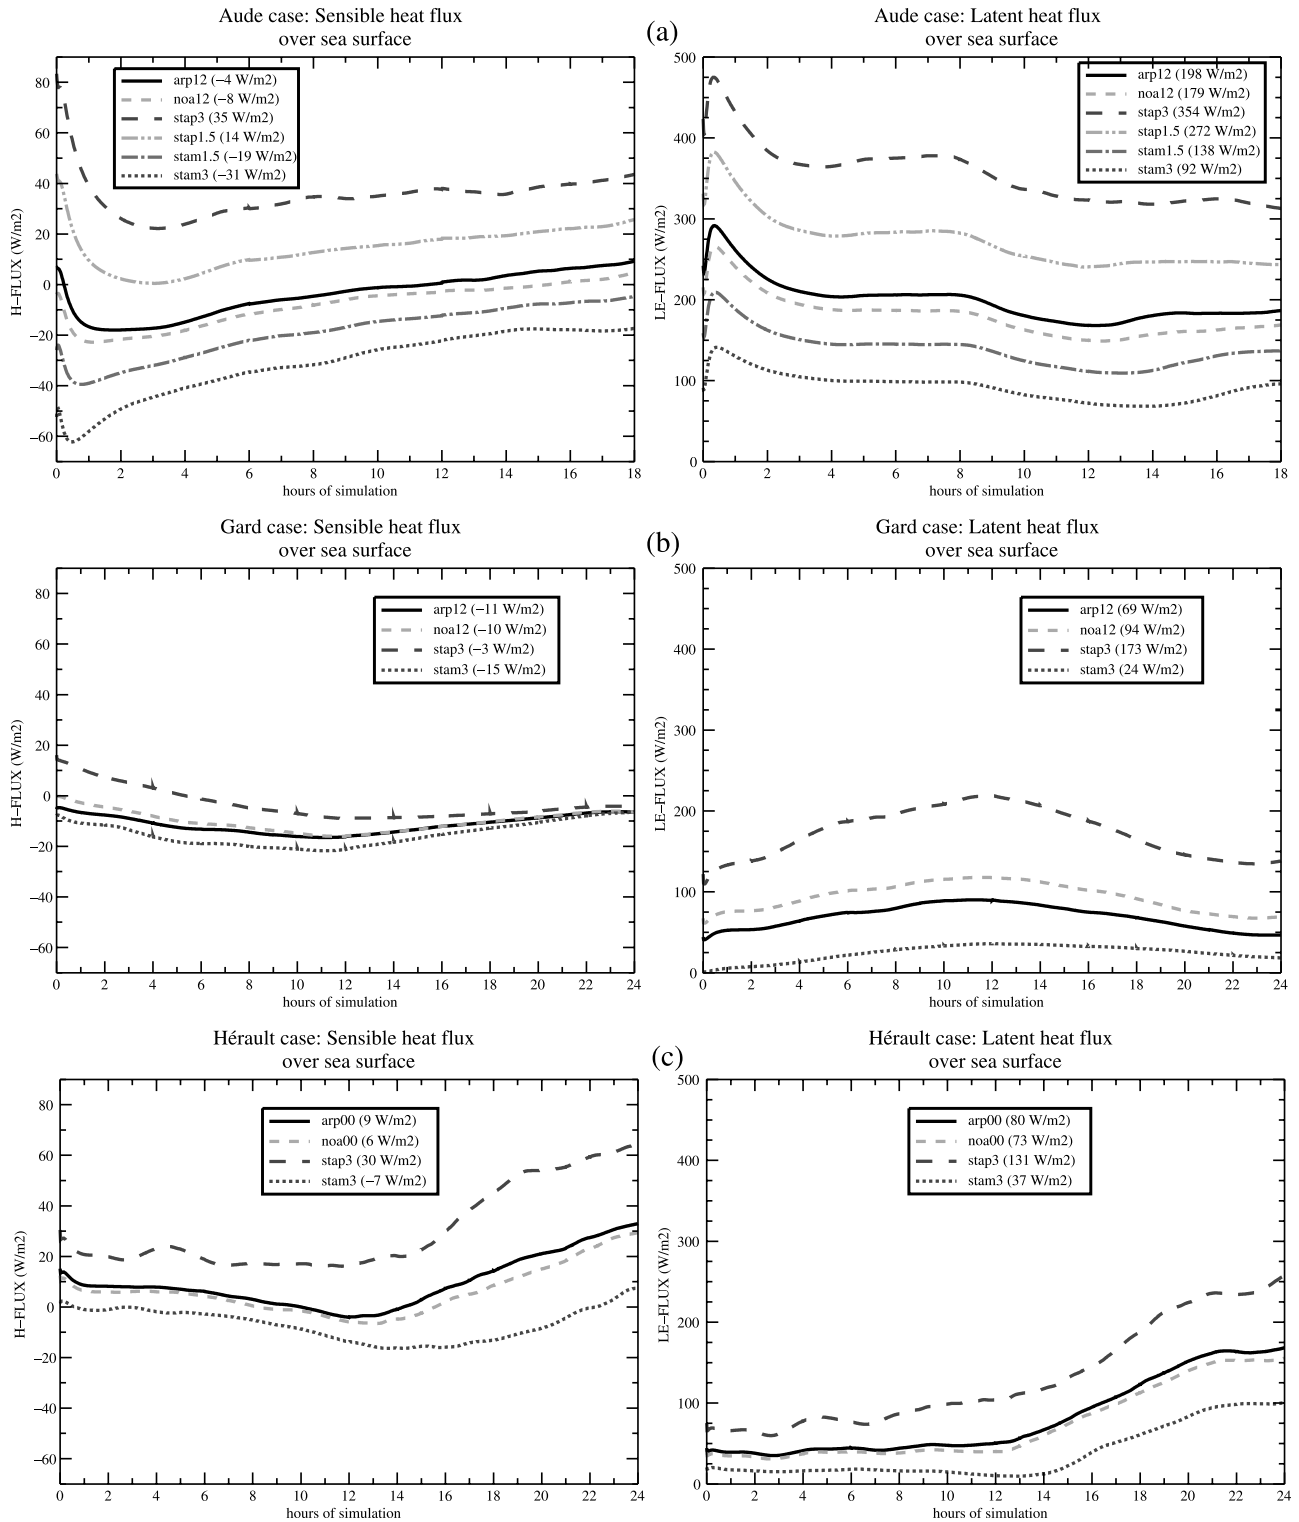 Aude case: Sensible heat flux
over sea surface
(a)
Aude case: Latent heat flux
over sea surface
H−FLUX (W/m2)
80
60
40
20
0
−20
−40
−60
arp12 (−4 W/m2)
noa12 (−8 W/m2)
stap3 (35 W/m2)
stap1.5 (14 W/m2)
stam1.5 (−19 W/m2)
stam3 (−31 W/m2)
0 2 4 6 8 10 12 14 16 18
hours of simulation
LE−FLUX (W/m2)
500
400
300
200
100
0
arp12 (198 W/m2)
noa12 (179 W/m2)
stap3 (354 W/m2)
stap1.5 (272 W/m2)
stam1.5 (138 W/m2)
stam3 (92 W/m2)
0 2 4 6 8 10 12 14 16 18
hours of simulation
Gard case: Sensible heat flux
over sea surface
(b)
Gard case: Latent heat flux
over sea surface
H−FLUX (W/m2)
80
60
40
20
0
−20
−40
−60
arp12 (−11 W/m2)
noa12 (−10 W/m2)
stap3 (−3 W/m2)
stam3 (−15 W/m2)
0 2 4 6 8 10 12 14 16 18 20 22 24
hours of simulation
LE−FLUX (W/m2)
500
400
300
200
100
0
arp12 (69 W/m2)
noa12 (94 W/m2)
stap3 (173 W/m2)
stam3 (24 W/m2)
0 2 4 6 8 10 12 14 16 18 20 22 24
hours of simulation
Hérault case: Sensible heat flux
over sea surface
(c)
Hérault case: Latent heat flux
over sea surface
H−FLUX (W/m2)
80
60
40
20
0
−20
−40
−60
arp00 (9 W/m2)
noa00 (6 W/m2)
stap3 (30 W/m2)
stam3 (−7 W/m2)
0 2 4 6 8 10 12 14 16 18 20 22 24
hours of simulation
LE−FLUX (W/m2)
500
400
300
200
100
0
arp00 (80 W/m2)
noa00 (73 W/m2)
stap3 (131 W/m2)
stam3 (37 W/m2)
0 2 4 6 8 10 12 14 16 18 20 22 24
hours of simulation